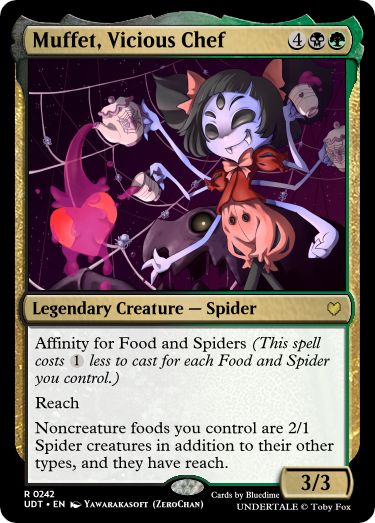 Muffet, Vicious Chef 4
Legendary Creature — Spider
Affinity for Food and Spiders (This spell
costs 1 less to cast for each Food and Spider
you control.)
Reach
Noncreature foods you control are 2/1
Spider creatures in addition to their other
types, and they have reach.
3/3
R 0242
UDT • EN YAWARAKASOFT (ZEROCHAN)
Cards by Bluedime
UNDERTALE © Toby Fox